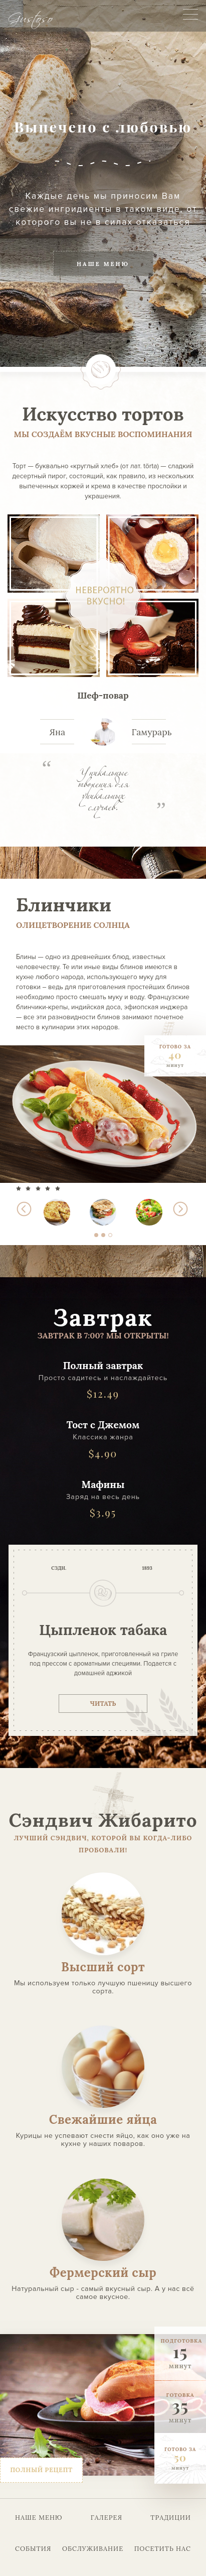 Gustoso
Выпечено с любовью
Каждые день мы приносим Вам
свежие ингридиенты в таком виде, от
которого вы не в силах отказаться
НАШЕ МЕНЮ
Искусство тортов
МЫ СОЗДАЁМ ВКУСНЫЕ ВОСПОМИНАНИЯ
Торт — буквально «круглый хлеб» (от лат. törta) — сладкий
десертный пирог, состоящий, как правило, из нескольких
выпеченных коржей и крема в качестве прослойки и
украшения.
НЕВЕРОЯТНО
ВКУСНО!
Шеф-повар
Яна
Гамурарь
“
Уникальные
творения для
уникальных
случаев.
”
Блинчики
ОЛИЦЕТВОРЕНИЕ СОЛНЦА
Блины — одно из древнейших блюд, известных
человечеству. Те или иные виды блинов имеются в
кухне любого народа, использующего муку для
готовки — ведь для приготовления простейших блинов
необходимо просто смешать муку и воду. Французские
блинчики-крепы, индийская доса, эфиопская инджера
— все эти разновидности блинов занимают почетное
место в кулинарии этих народов.
ГОТОВО ЗА
40
минут
Завтрак
ЗАВТРАК В 7:00? МЫ ОТКРЫТЫ!
Полный завтрак
Просто садитесь и наслаждайтесь
$12.49
Тост с Джемом
Классика жанра
$4.90
Мафины
Заряд на весь день
$3.95
СЗДН.
1893
Цыпленок табака
Французский цыпленок, приготовленный на гриле
под прессом с ароматными специями. Подается с
домашней аджикой
ЧИТАТЬ
Сэндвич Жибарито
ЛУЧШИЙ СЭНДВИЧ, КОТОРОЙ ВЫ КОГДА-ЛИБО
ПРОБОВАЛИ!
Высший сорт
Мы используем только лучшую пшеницу высшего
сорта.
Свежайшие яйца
Курицы не успевают снести яйцо, как оно уже на
кухне у наших поваров.
Фермерский сыр
Натуральный сыр - самый вкусный сыр. А у нас всё
самое вкусное.
ПОДГОТОВКА
15
минут
ГОТОВКА
35
минут
ГОТОВО ЗА
50
минут
ПОЛНЫЙ РЕЦЕПТ
НАШЕ МЕНЮ
ГАЛЕРЕЯ
ТРАДИЦИИ
СОБЫТИЯ
ОБСЛУЖИВАНИЕ
ПОСЕТИТЬ НАС